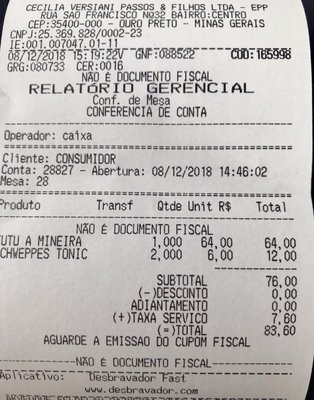 CECILIA VERSIANI PASSOS & FILHOS LTDA - EPP
RUA SAO FRANCISCO Nº32 BAIRRO:CENTRO
CEP:35400-000 - OURO PRETO - MINAS GERAIS
CNPJ:25.369.828/0002-23
IE:001.007047.01-11
08/12/2018 15:19:22V GNF:088522 COO:165998
GRG:080733 CER:0016
NÃO É DOCUMENTO FISCAL
RELATÓRIO GERENCIAL
Conf. de Mesa
CONFERENCIA DE CONTA
Operador: caixa
Cliente: CONSUMIDOR
Conta: 28827 - Abertura: 08/12/2018 14:46:02
Mesa: 28
Produto Transf Qtde Unit R$ Total
NÃO É DOCUMENTO FISCAL
TUTU A MINEIRA 1,000 64,00 64,00
SCHWEPPES TONIC 2,000 6,00 12,00
SUBTOTAL 76,00
(-)DESCONTO 0,00
ADIANTAMENTO 0,00
(+)TAXA SERVICO 7,60
(=)TOTAL 83,60
AGUARDE A EMISSAO DO CUPOM FISCAL
NÃO É DOCUMENTO FISCAL
Aplicativo: Desbravador Fast
www.desbravador.com